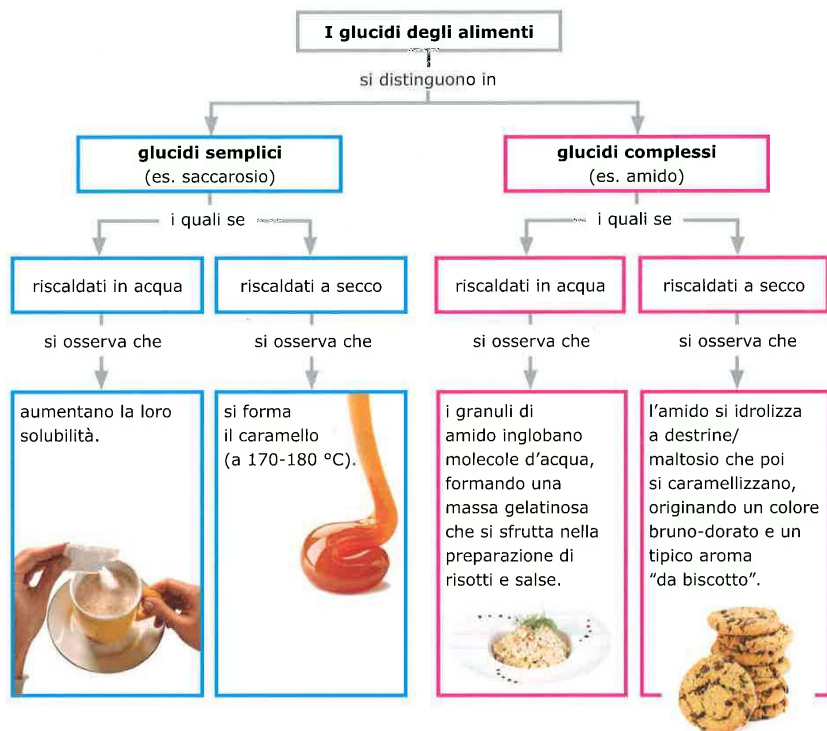 I glucidi degli alimenti
si distinguono in
glucidi semplici
(es. saccarosio)
i quali se
riscaldati in acqua
si osserva che
aumentano la loro
solubilità.
riscaldati a secco
si osserva che
si forma
il caramello
(a 170-180 °C).
glucidi complessi
(es. amido)
i quali se
riscaldati in acqua
si osserva che
i granuli di
amido inglobano
molecole d’acqua,
formando una
massa gelatinosa
che si sfrutta nella
preparazione di
risotti e salse.
riscaldati a secco
si osserva che
l’amido si idrolizza
a destrine/
maltosio che poi
si caramellizzano,
originando un colore
bruno-dorato e un
tipico aroma
“da biscotto”.